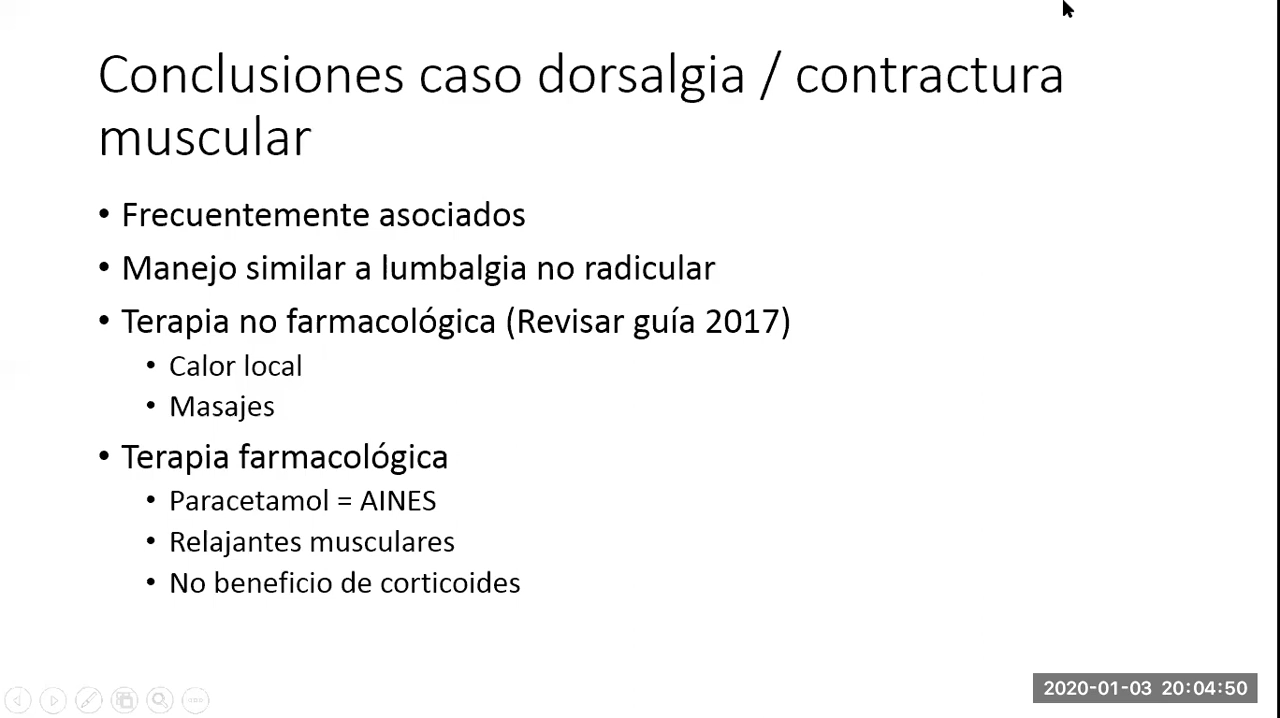 Conclusiones caso dorsalgia / contractura
muscular
• Frecuentemente asociados
• Manejo similar a lumbalgia no radicular
• Terapia no farmacológica (Revisar guía 2017)
• Calor local
• Masajes
• Terapia farmacológica
• Paracetamol = AINES
• Relajantes musculares
• No beneficio de corticoides
2020-01-03 20:04:50